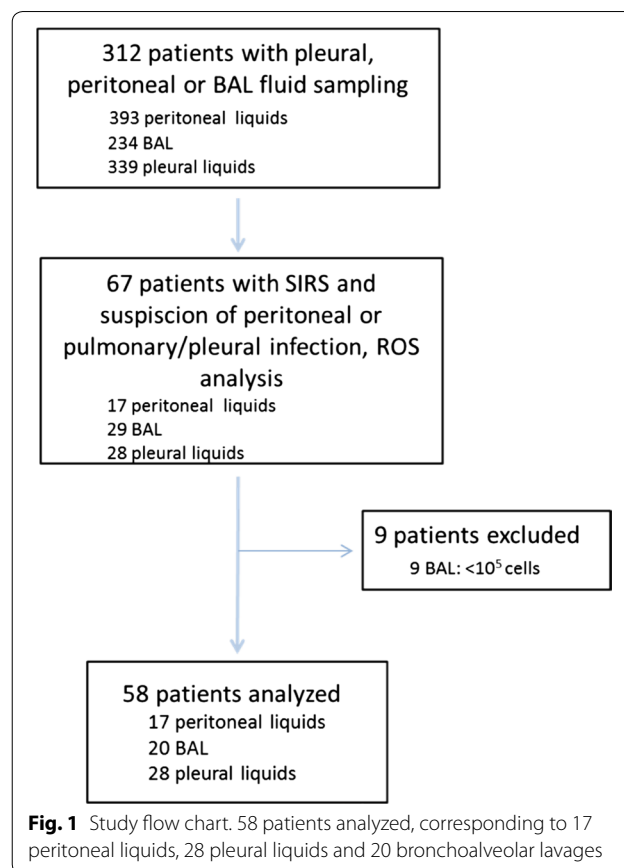 312 patients with pleural,
peritoneal or BAL fluid sampling
393 peritoneal liquids
234 BAL
339 pleural liquids
67 patients with SIRS and
suspiscion of peritoneal or
pulmonary/pleural infection, ROS
analysis
17 peritoneal liquids
29 BAL
28 pleural liquids
9 patients excluded
9 BAL: <10⁵ cells
58 patients analyzed
17 peritoneal liquids
20 BAL
28 pleural liquids
Fig. 1 Study flow chart. 58 patients analyzed, corresponding to 17
peritoneal liquids, 28 pleural liquids and 20 bronchoalveolar lavages